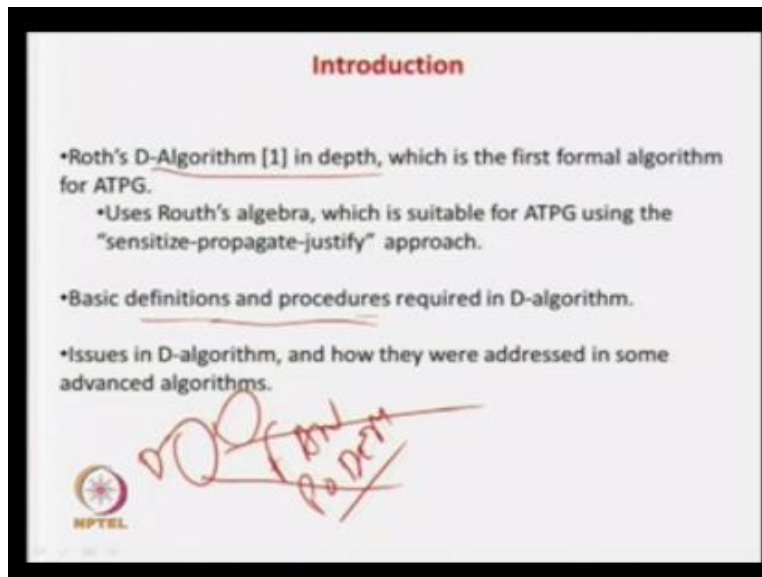 Introduction
•Roth's D-Algorithm [1] in depth, which is the first formal algorithm
for ATPG.
•Uses Routh's algebra, which is suitable for ATPG using the
"sensitize-propagate-justify" approach.
•Basic definitions and procedures required in D-algorithm.
•Issues in D-algorithm, and how they were addressed in some
advanced algorithms.
D
PODEM
NPTEL